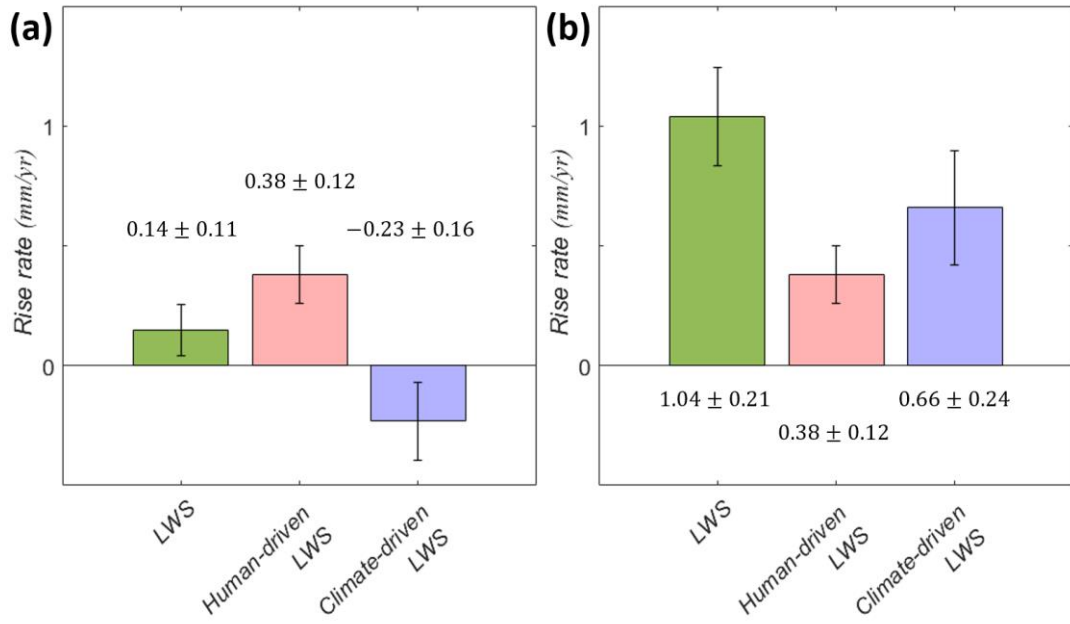 (a)
Rise rate (mm/yr)
1
0
0.38 ± 0.12
0.14 ± 0.11
−0.23 ± 0.16
LWS
Human-driven
LWS
Climate-driven
LWS
(b)
Rise rate (mm/yr)
1
0
1.04 ± 0.21
0.66 ± 0.24
0.38 ± 0.12
LWS
Human-driven
LWS
Climate-driven
LWS